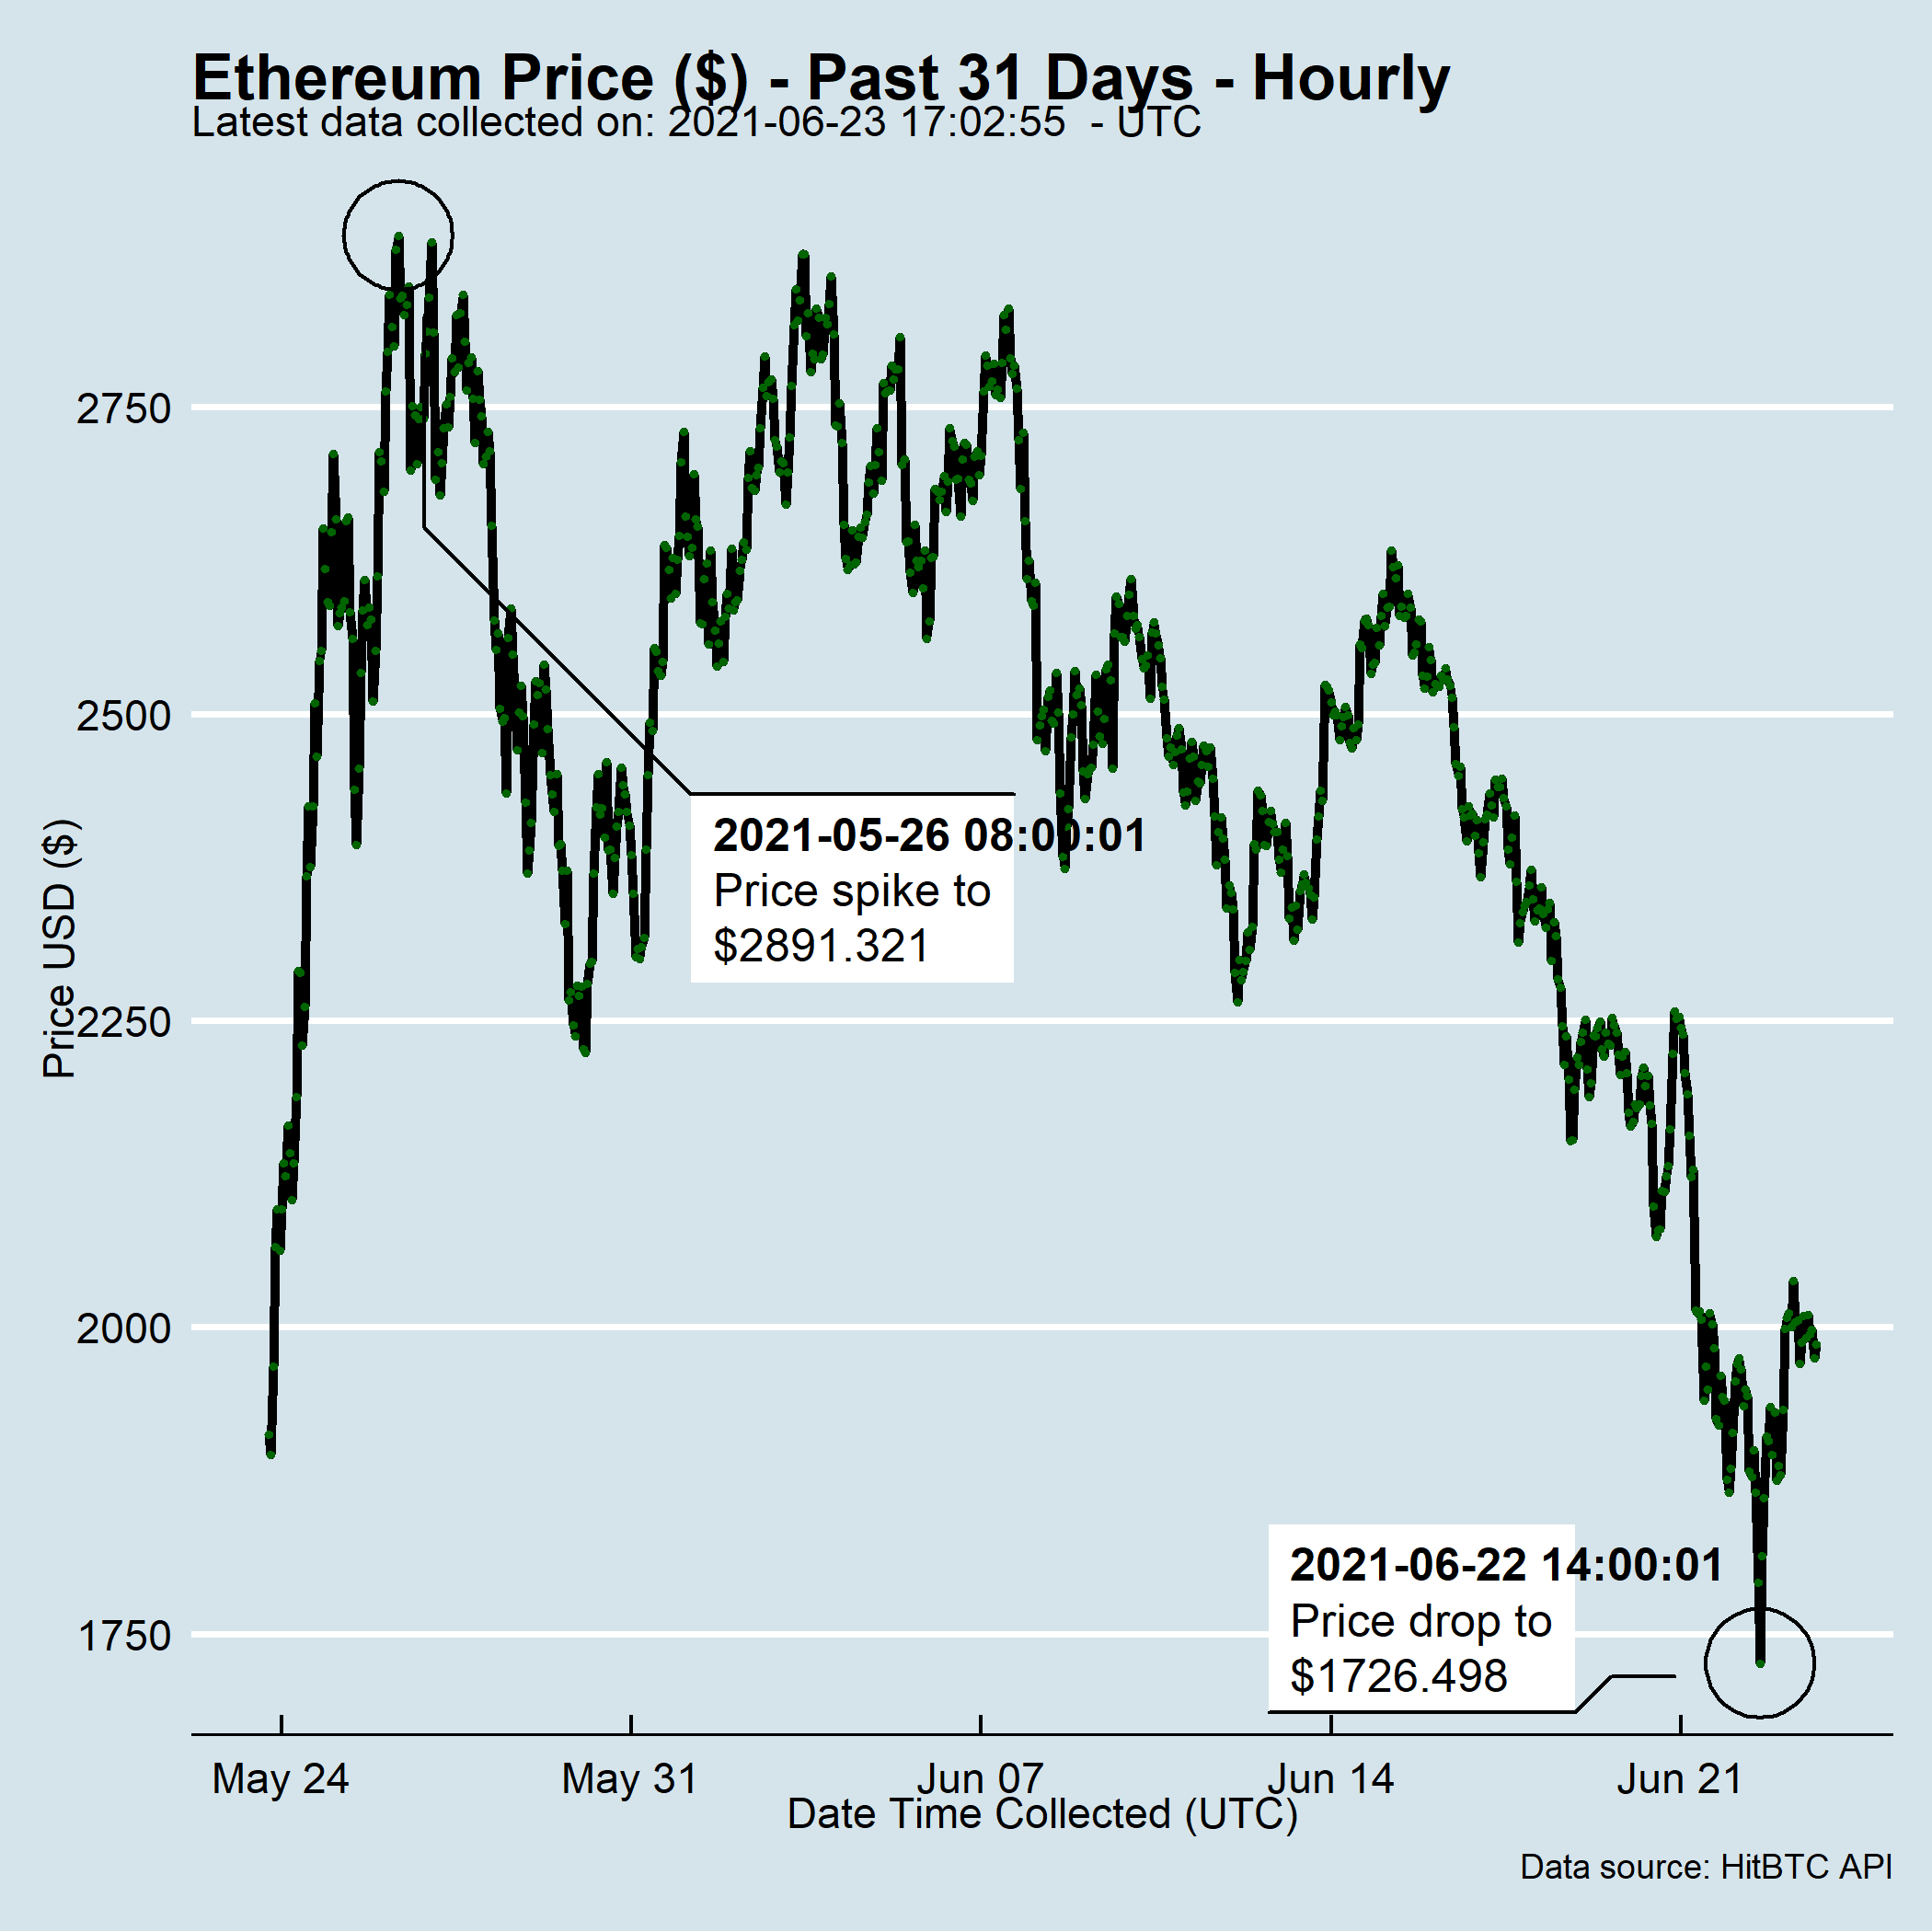 Ethereum Price ($) - Past 31 Days - Hourly
Latest data collected on: 2021-06-23 17:02:55  - UTC
Price USD ($)
2750
2500
2250
2000
1750
2021-05-26 08:00:01
Price spike to
$2891.321
2021-06-22 14:00:01
Price drop to
$1726.498
May 24
May 31
Jun 07
Jun 14
Jun 21
Date Time Collected (UTC)
Data source: HitBTC API